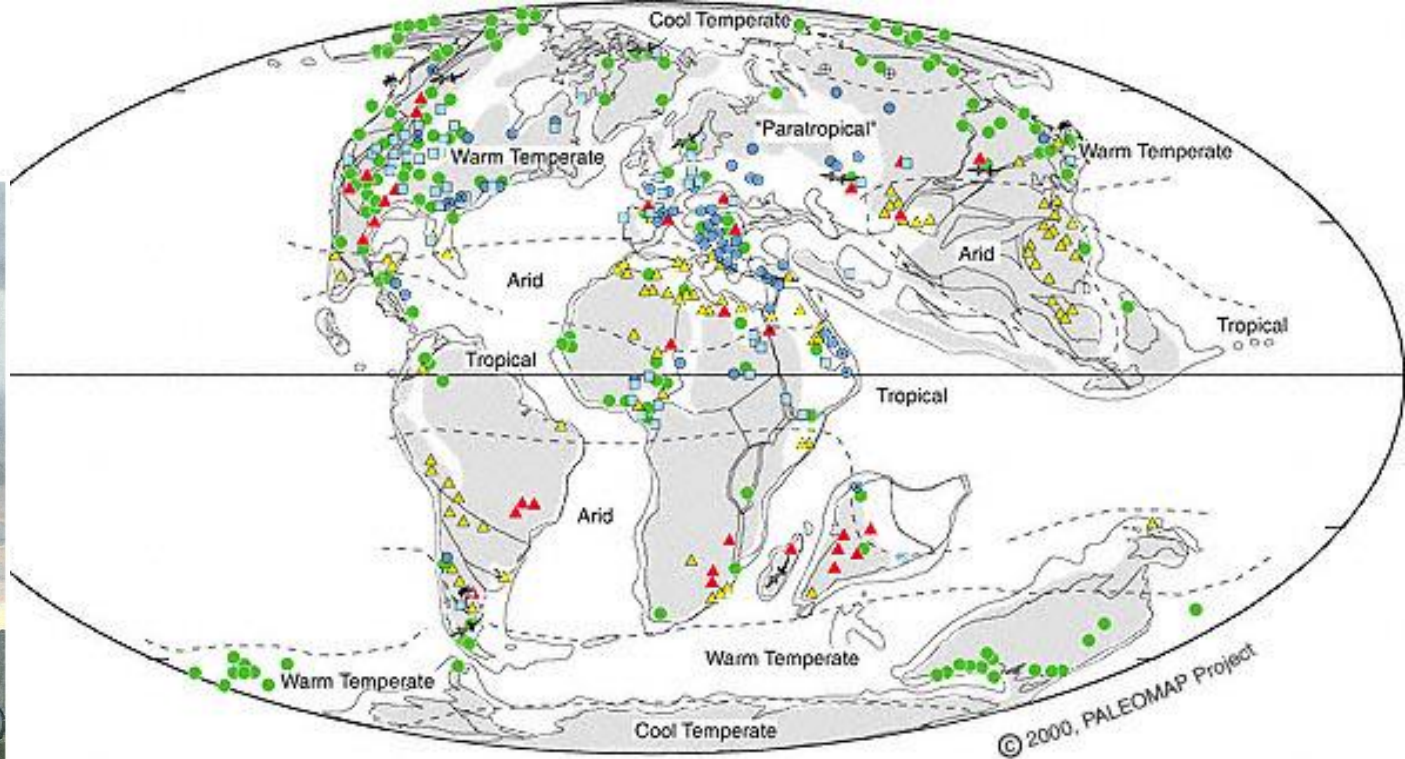 Cool Temperate
"Paratropical"
Warm Temperate
Warm Temperate
Arid
Arid
Tropical
Tropical
Tropical
Arid
Warm Temperate
Warm Temperate
Cool Temperate
© 2000, PALEOMAP Project